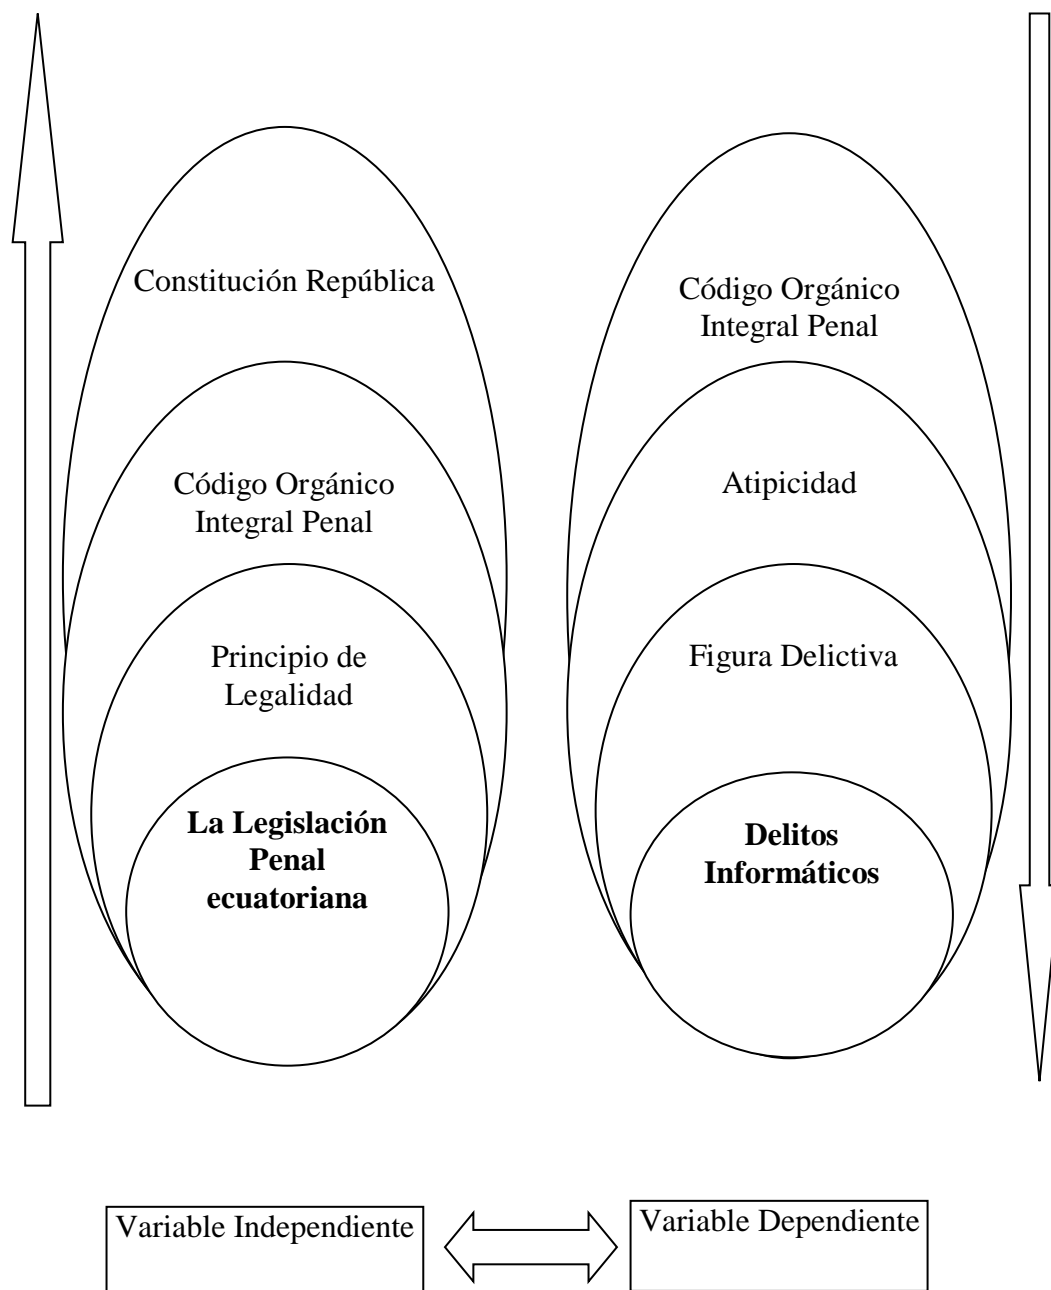 Constitución República
Código Orgánico
Integral Penal
Principio de
Legalidad
La Legislación
Penal
ecuatoriana
Código Orgánico
Integral Penal
Atipicidad
Figura Delictiva
Delitos
Informáticos
Variable Independiente
Variable Dependiente